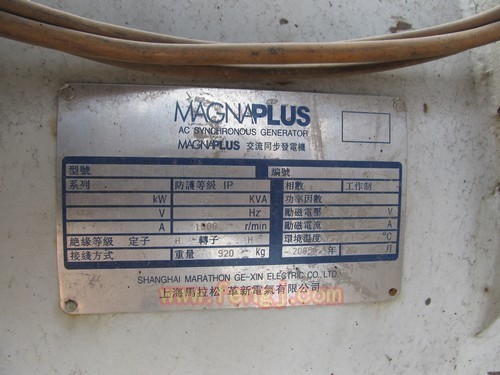 MAGNAPLUS
AC SYNCHRONOUS GENERATOR
MAGNAPLUS 交流同步發電機
型號 編號
系列 防護等級 IP 相數 工作制
kW KVA 功率因數
V Hz 勵磁電壓 V
A r/min 勵磁電流 A
絶緣等級 定子 H 轉子 H 環境溫度 °C
接綫方式 重量 920 kg 年 月
SHANGHAI MARATHON GE-XIN ELECTRIC CO., LTD.
上海馬拉松·革新電氣有限公司